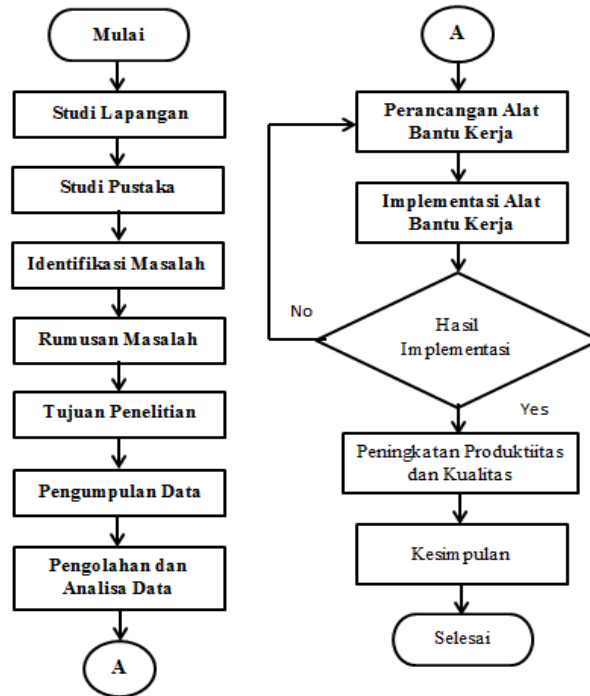 Mulai
Studi Lapangan
Studi Pustaka
Identifikasi Masalah
Rumusan Masalah
Tujuan Penelitian
Pengumpulan Data
Pengolahan dan
Analisa Data
A
A
Perancangan Alat
Bantu Kerja
Implementasi Alat
Bantu Kerja
No
Hasil
Implementasi
Yes
Peningkatan Produktiitas
dan Kualitas
Kesimpulan
Selesai